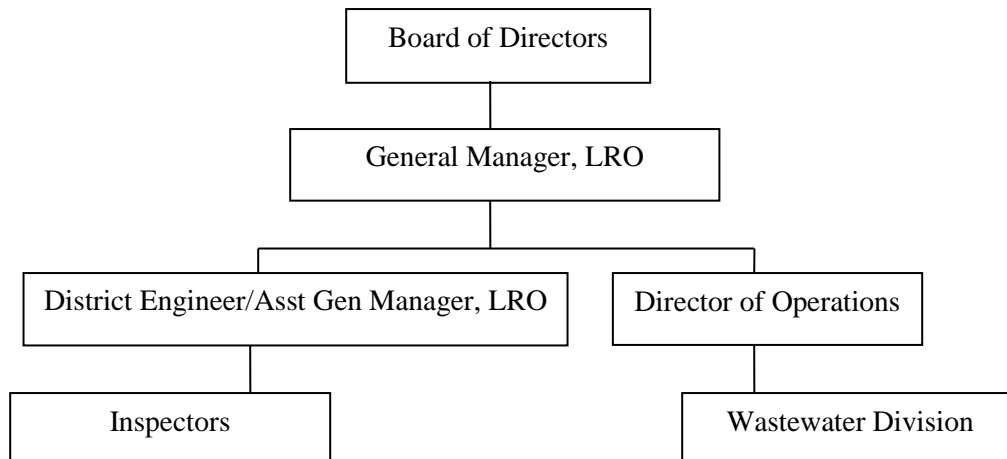 Board of Directors
General Manager, LRO
District Engineer/Asst Gen Manager, LRO
Director of Operations
Inspectors
Wastewater Division